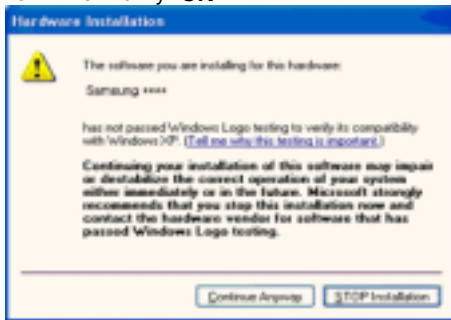 Hardware Installation
The software you are installing for this hardware:
Samsung ****
has not passed Windows Logo testing to verify its compatibility
with Windows XP. (Tell me why this testing is important.)
Continuing your installation of this software may impair
or destabilize the correct operation of your system
either immediately or in the future. Microsoft strongly
recommends that you stop this installation now and
contact the hardware vendor for software that has
passed Windows Logo testing.
Continue Anyway STOP Installation